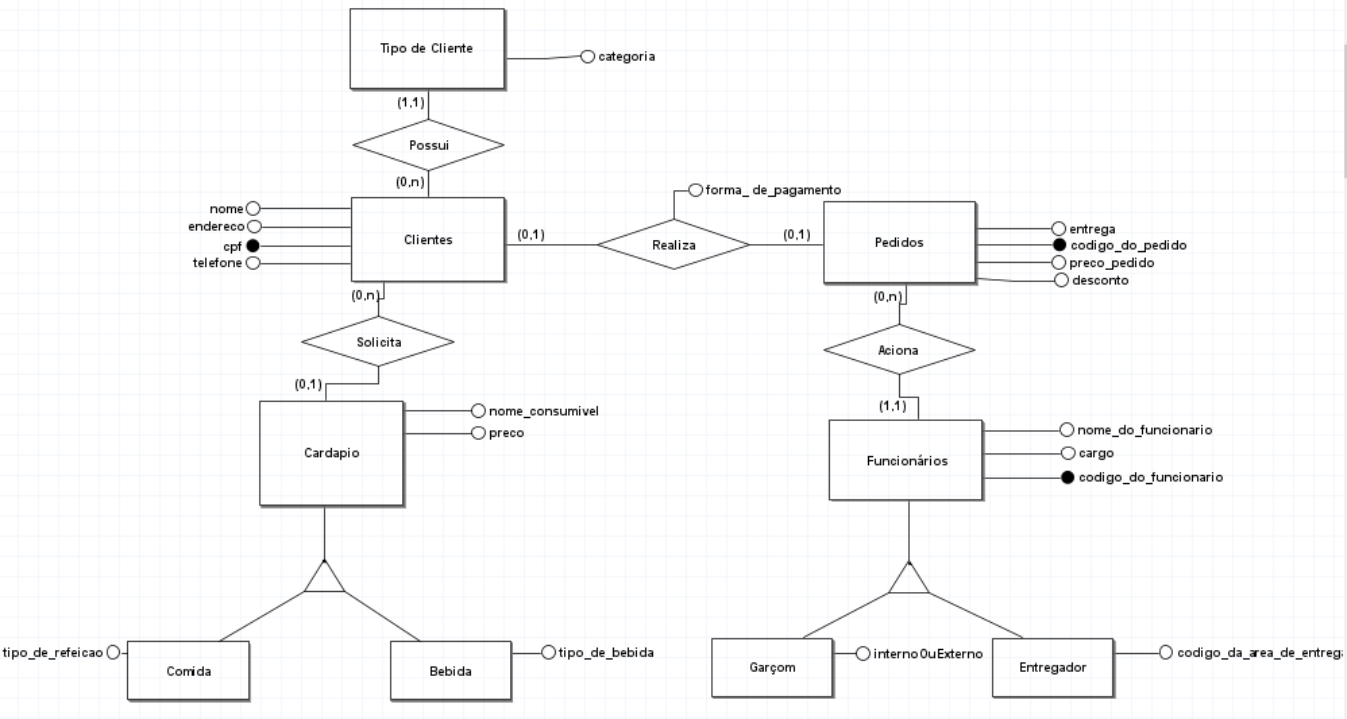 Tipo de Cliente
categoria
(1,1)
Possui
(0,n)
nome
endereco
cpf
telefone
Clientes
(0,1)
forma_ de_pagamento
Realiza
(0,1)
Pedidos
entrega
codigo_do_pedido
preco_pedido
desconto
(0,n)
Solicita
(0,1)
(0,n)
Aciona
(1,1)
Cardapio
nome_consumivel
preco
Funcionários
nome_do_funcionario
cargo
codigo_do_funcionario
tipo_de_refeicao
Comida
Bebida
tipo_de_bebida
Garçom
internoOuExterno
Entregador
codigo_da_area_de_entrega